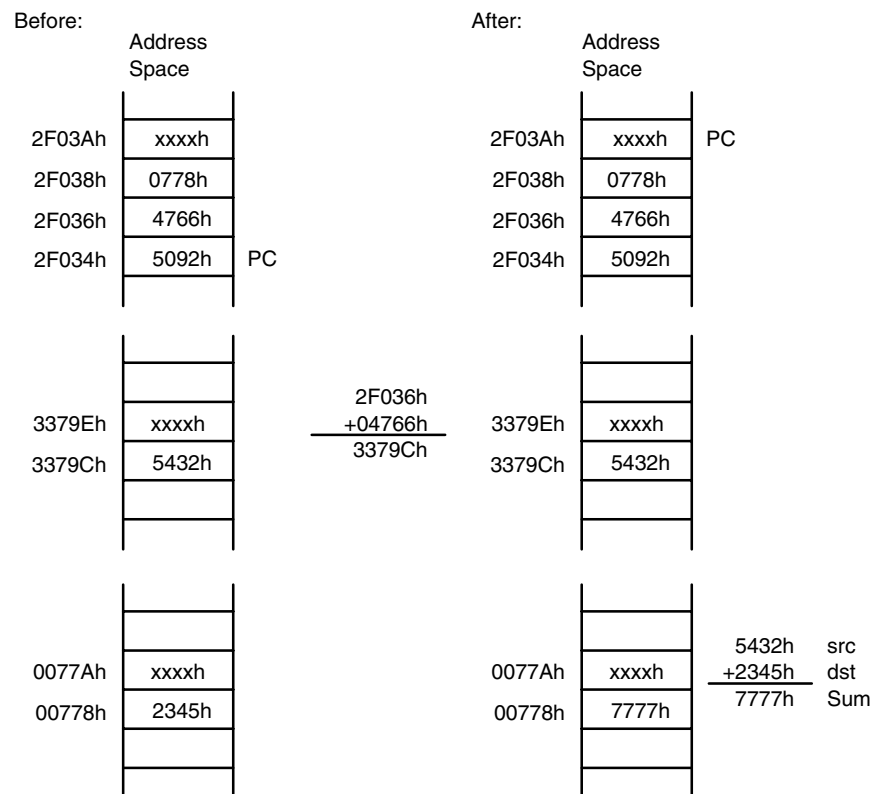 Before:
Address
Space
2F03Ah xxxxh
2F038h 0778h
2F036h 4766h
2F034h 5092h PC
3379Eh xxxxh
3379Ch 5432h
0077Ah xxxxh
00778h 2345h
2F036h
+04766h
3379Ch
After:
Address
Space
2F03Ah xxxxh PC
2F038h 0778h
2F036h 4766h
2F034h 5092h
3379Eh xxxxh
3379Ch 5432h
0077Ah xxxxh
00778h 7777h
5432h src
+2345h dst
7777h Sum